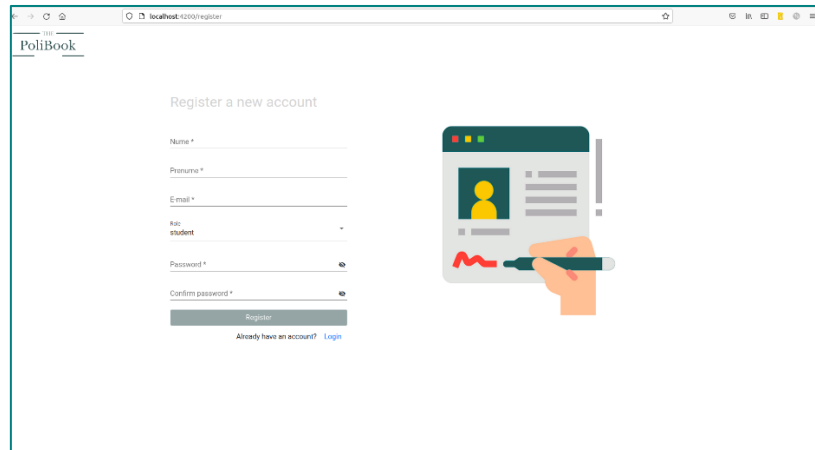 localhost:4200/register
THE
PoliBook
Register a new account
Nume *
Prenume *
E-mail *
Role
student
Password *
Confirm password *
Register
Already have an account? Login